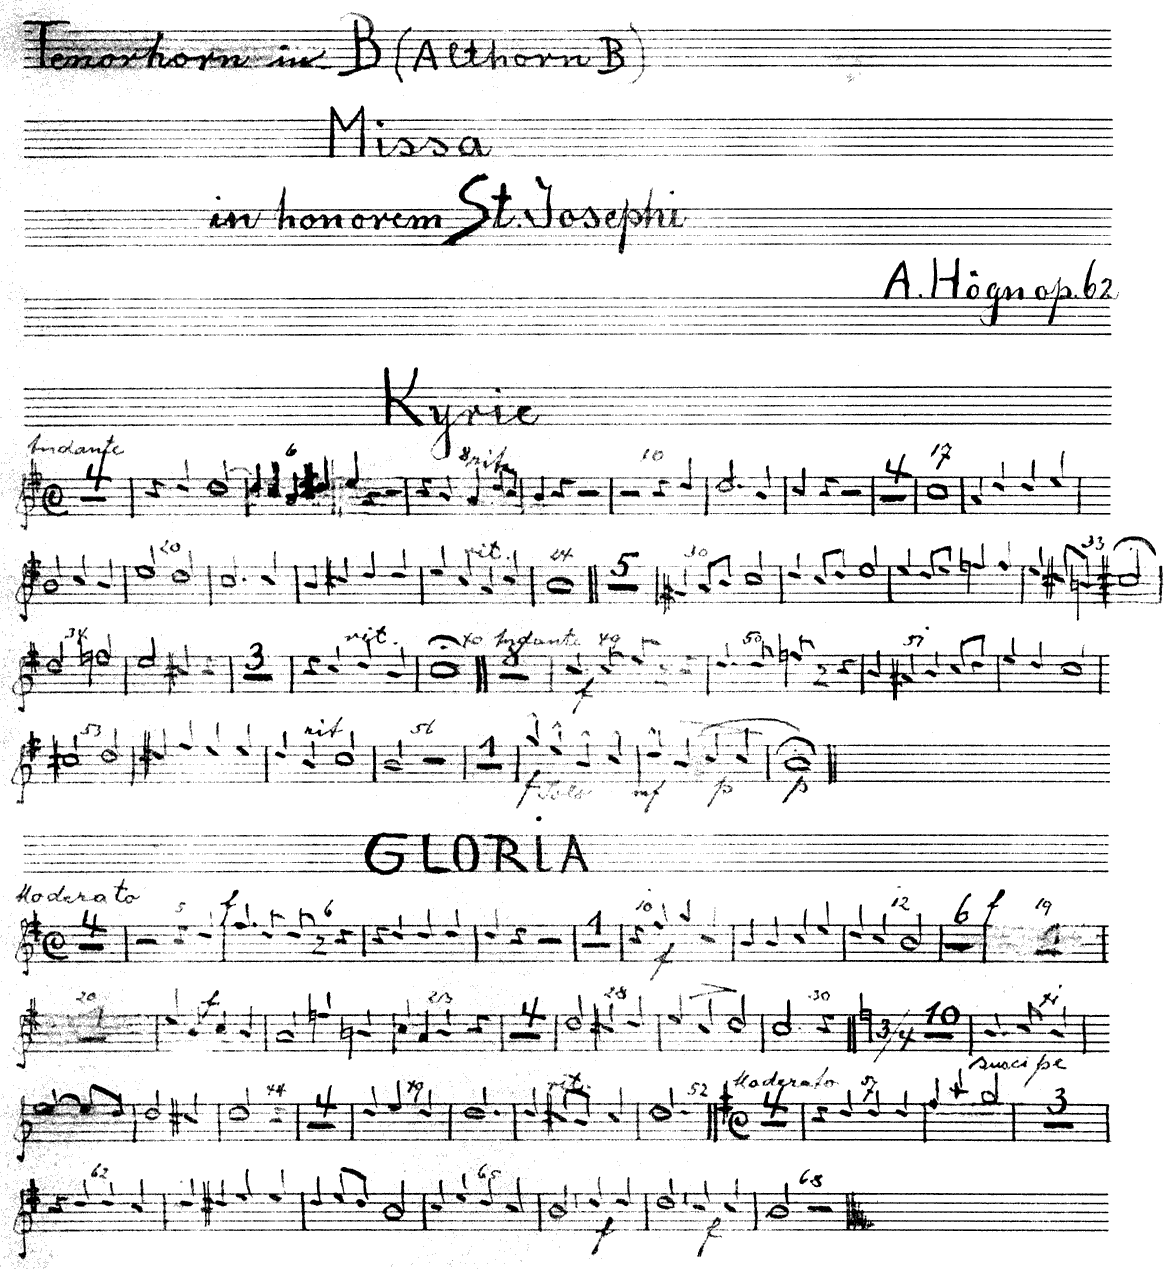 Tenorhorn in B (Althorn B)
Missa
in honorem St. Josephi
A. Högn op. 62
Kyrie
Andante
4 6 8 rit. 10 4 17
20 rit. 24 5 30 33
34 3 rit. 40 Andante 8 49 50 51
f
53 rit 56 1
f Solo mf p p
GLORIA
Moderato
4 5 f 6 1 10 12 6 f 19
f
20 1 f 23 4 28 30 3/4 10
suscipe
44 4 49 rit. 52 Moderato 4 57 3
62 65 68
f f